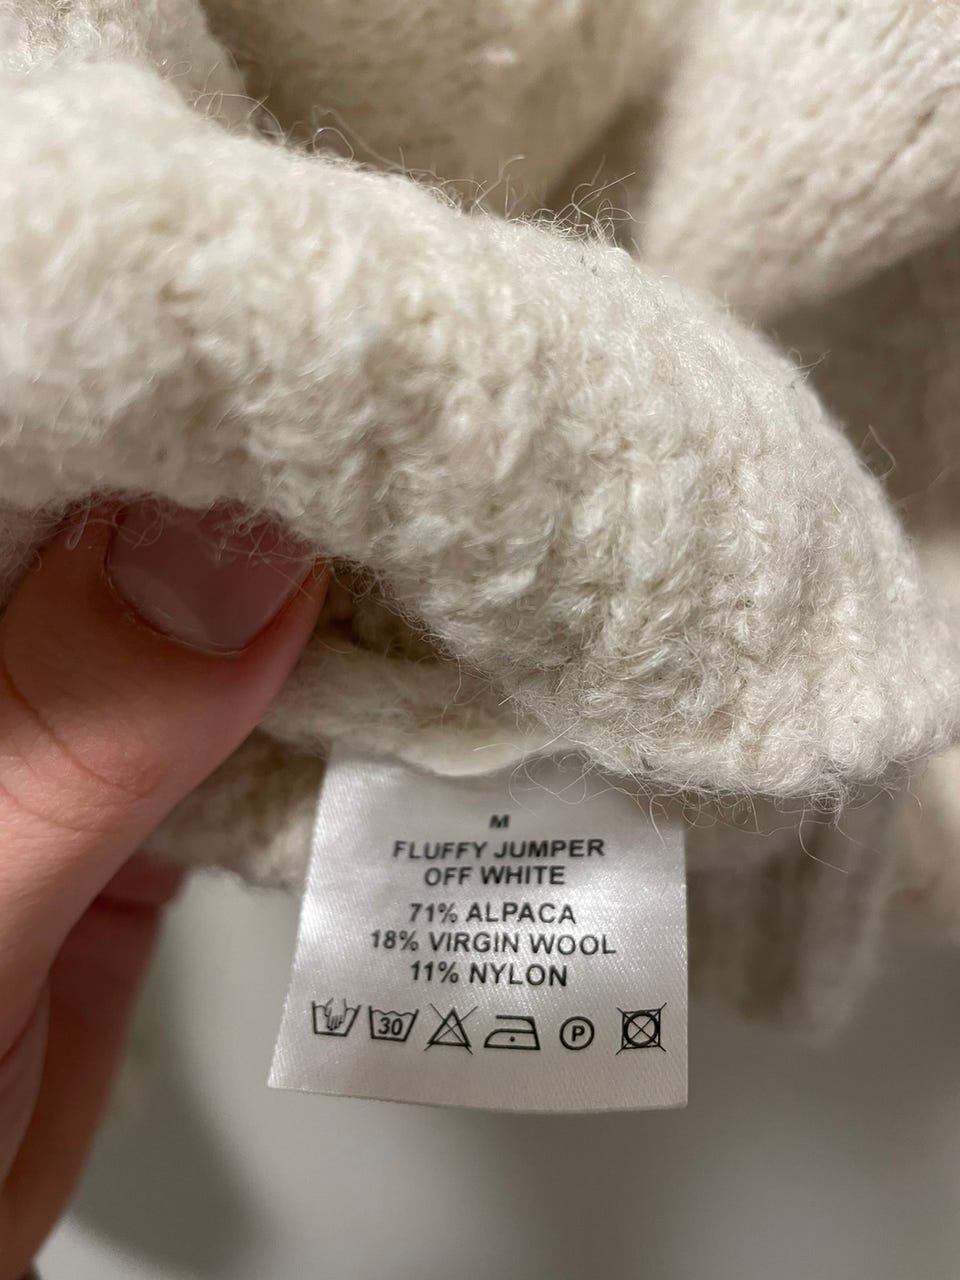 M
FLUFFY JUMPER
OFF WHITE
71% ALPACA
18% VIRGIN WOOL
11% NYLON
30 P